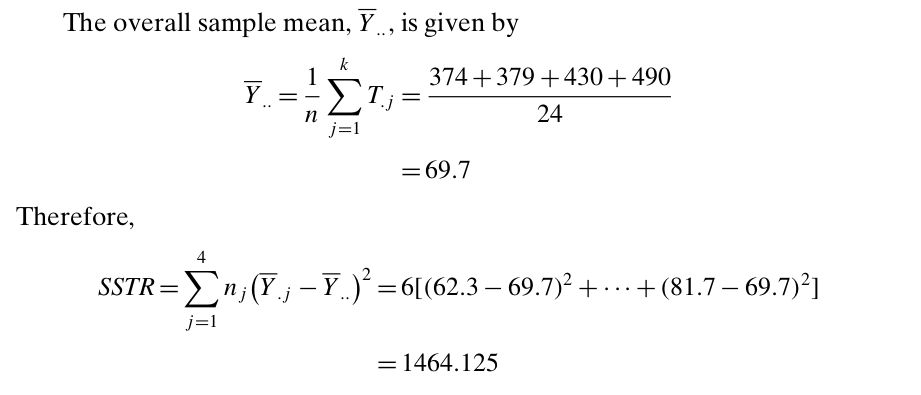 The overall sample mean, Y̅.., is given by
Y̅.. = 1/n ∑_{j=1}^{k} T.j = (374 + 379 + 430 + 490)/24
= 69.7
Therefore,
SSTR = ∑_{j=1}^{4} n_j(Y̅.j − Y̅..)² = 6[(62.3 − 69.7)² + · · · + (81.7 − 69.7)²]
= 1464.125